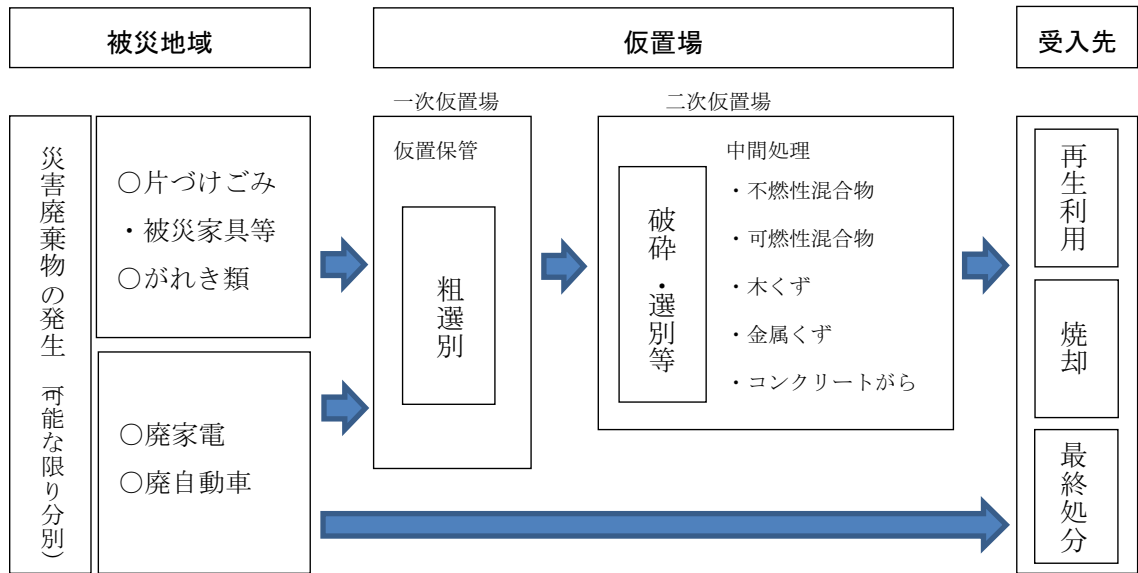 被災地域
仮置場
受入先
災害廃棄物の発生（可能な限り分別）
○片づけごみ
・被災家具等
○がれき類
○廃家電
○廃自動車
一次仮置場
仮置保管
粗選別
二次仮置場
破砕・選別等
中間処理
・不燃性混合物
・可燃性混合物
・木くず
・金属くず
・コンクリートがら
再生利用
焼却
最終処分